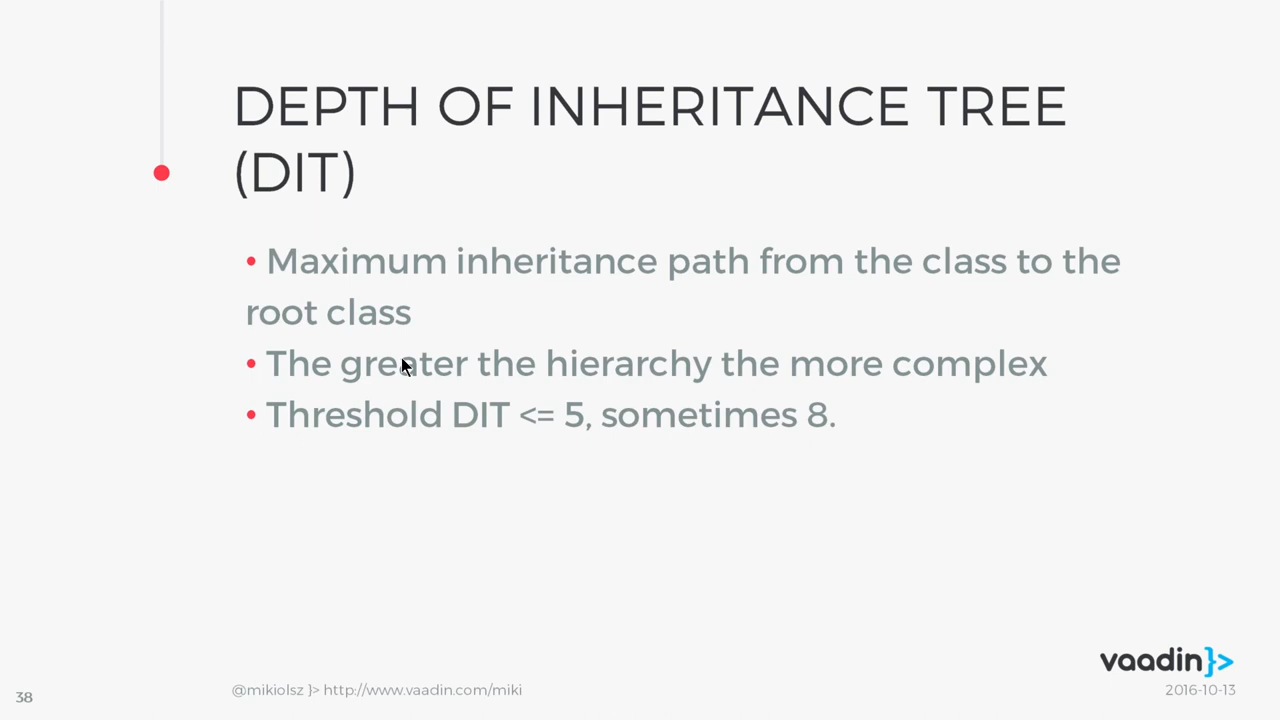 DEPTH OF INHERITANCE TREE
(DIT)
• Maximum inheritance path from the class to the
root class
• The greater the hierarchy the more complex
• Threshold DIT <= 5, sometimes 8.
vaadin}>
38
@mikiolsz }> http://www.vaadin.com/miki
2016-10-13